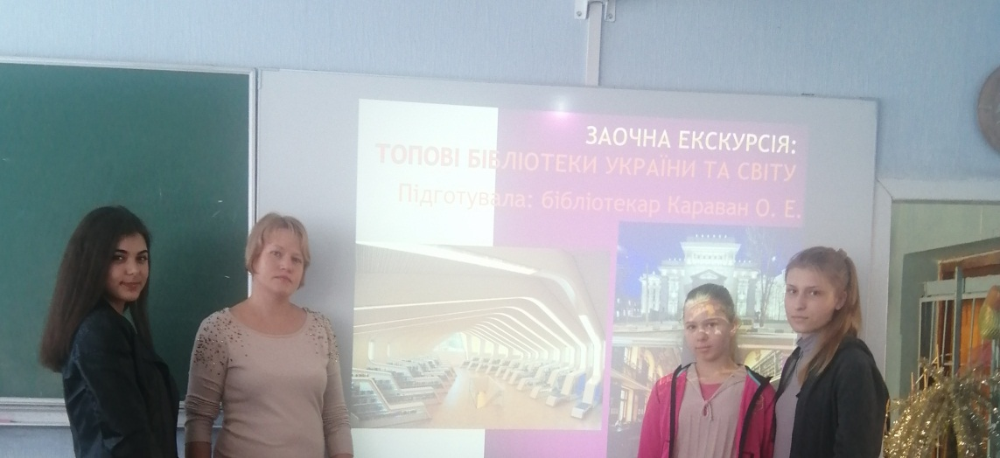 ЗАОЧНА ЕКСКУРСІЯ:
ТОПОВІ БІБЛІОТЕКИ УКРАЇНИ ТА СВІТУ
Підготувала: бібліотекар Караван О. Е.